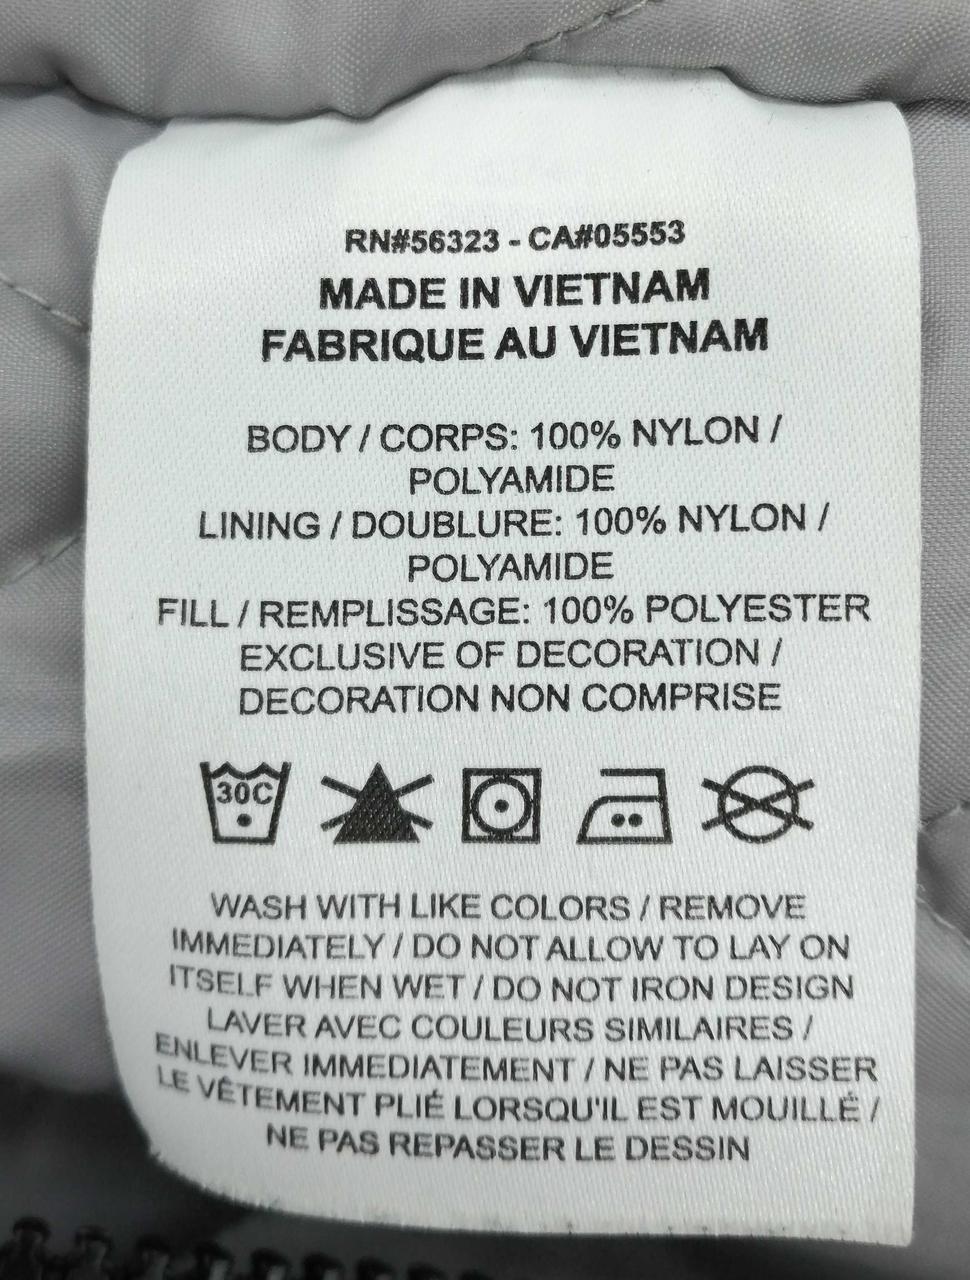 RN#56323 - CA#05553
MADE IN VIETNAM
FABRIQUE AU VIETNAM
BODY / CORPS: 100% NYLON /
POLYAMIDE
LINING / DOUBLURE: 100% NYLON /
POLYAMIDE
FILL / REMPLISSAGE: 100% POLYESTER
EXCLUSIVE OF DECORATION /
DECORATION NON COMPRISE
30C
WASH WITH LIKE COLORS / REMOVE
IMMEDIATELY / DO NOT ALLOW TO LAY ON
ITSELF WHEN WET / DO NOT IRON DESIGN
LAVER AVEC COULEURS SIMILAIRES /
ENLEVER IMMEDIATEMENT / NE PAS LAISSER
LE VÊTEMENT PLIÉ LORSQU'IL EST MOUILLÉ /
NE PAS REPASSER LE DESSIN